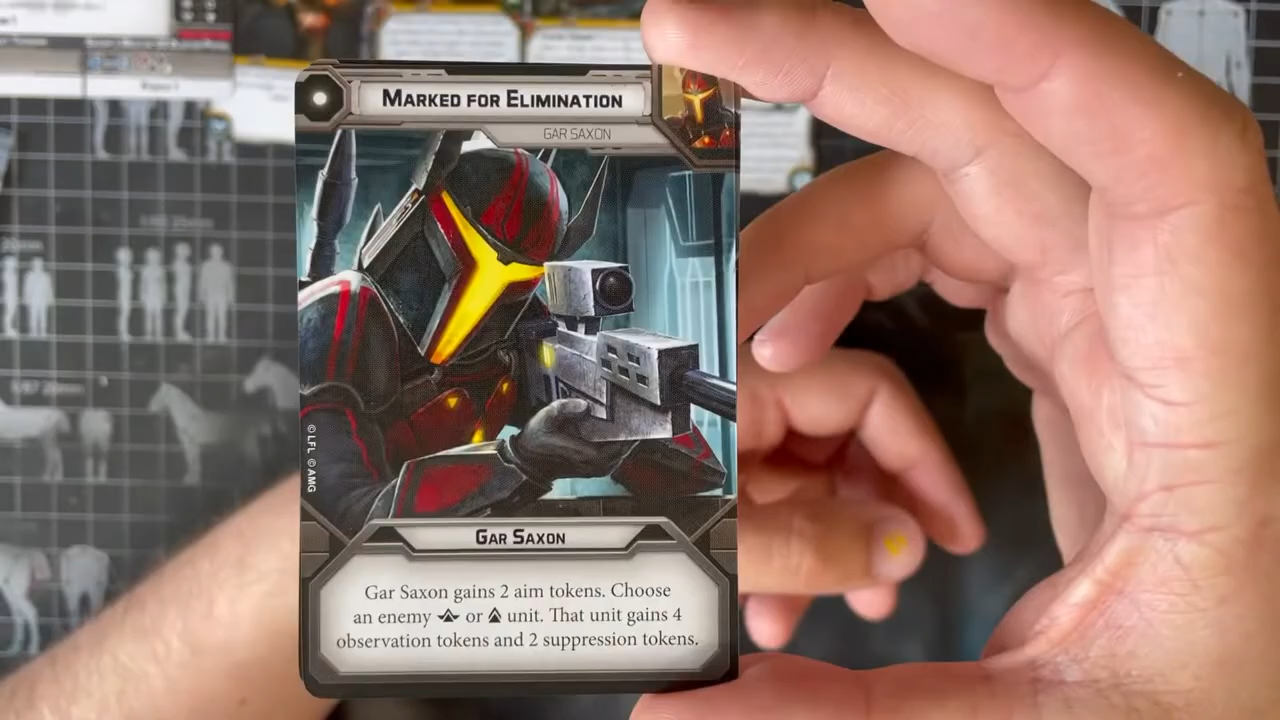 MARKED FOR ELIMINATION
GAR SAXON
© LFL © AMG
GAR SAXON
Gar Saxon gains 2 aim tokens. Choose
an enemy or unit. That unit gains 4
observation tokens and 2 suppression tokens.